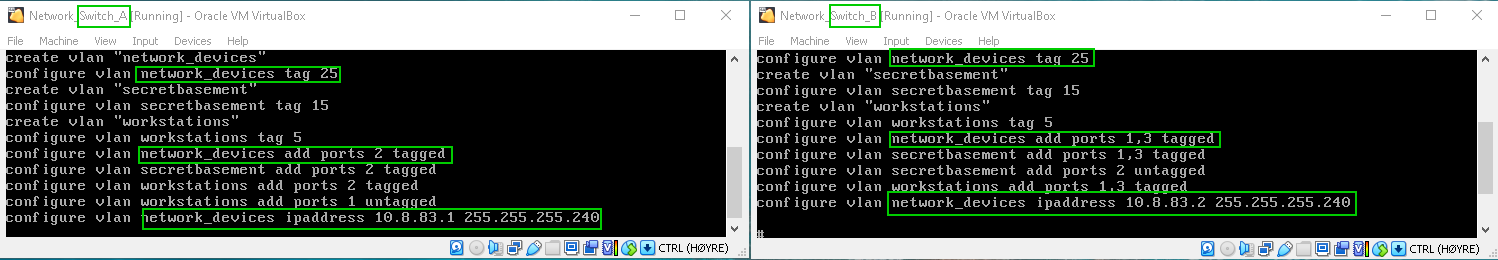 Network_Switch_A [Running] - Oracle VM VirtualBox
File Machine View Input Devices Help
create vlan "network_devices"
configure vlan network_devices tag 25
create vlan "secretbasement"
configure vlan secretbasement tag 15
create vlan "workstations"
configure vlan workstations tag 5
configure vlan network_devices add ports 2 tagged
configure vlan secretbasement add ports 2 tagged
configure vlan workstations add ports 2 tagged
configure vlan workstations add ports 1 untagged
configure vlan network_devices ipaddress 10.8.83.1 255.255.255.240
CTRL (HØYRE)
Network_Switch_B [Running] - Oracle VM VirtualBox
File Machine View Input Devices Help
configure vlan network_devices tag 25
create vlan "secretbasement"
configure vlan secretbasement tag 15
create vlan "workstations"
configure vlan workstations tag 5
configure vlan network_devices add ports 1,3 tagged
configure vlan secretbasement add ports 1,3 tagged
configure vlan secretbasement add ports 2 untagged
configure vlan workstations add ports 1,3 tagged
configure vlan network_devices ipaddress 10.8.83.2 255.255.255.240
#
CTRL (HØYRE)